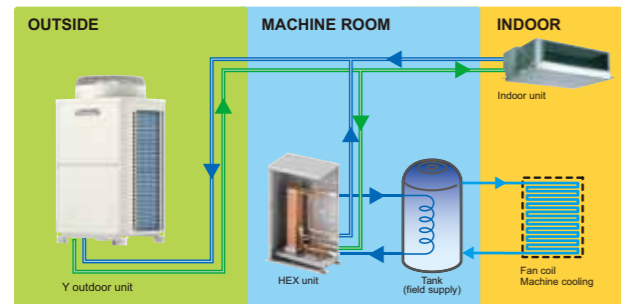 OUTSIDE
MACHINE ROOM
INDOOR
Indoor unit
Y outdoor unit
HEX unit
Tank
(field supply)
Fan coil
Machine cooling